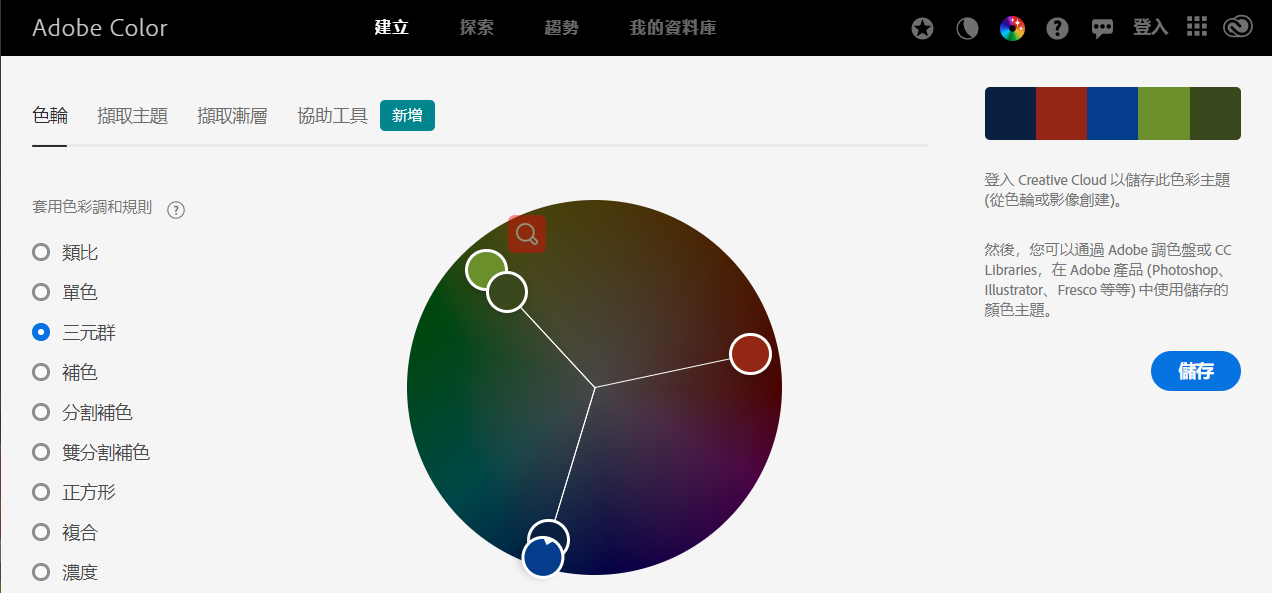 Adobe Color
建立
探索
趨勢
我的資料庫
登入
色輪
擷取主題
擷取漸層
協助工具
新增
套用色彩調和規則
?
類比
單色
三元群
補色
分割補色
雙分割補色
正方形
複合
濃度
登入 Creative Cloud 以儲存此色彩主題
(從色輪或影像創建)。
然後，您可以通過 Adobe 調色盤或 CC
Libraries，在 Adobe 產品 (Photoshop、
Illustrator、Fresco 等等) 中使用儲存的
顏色主題。
儲存